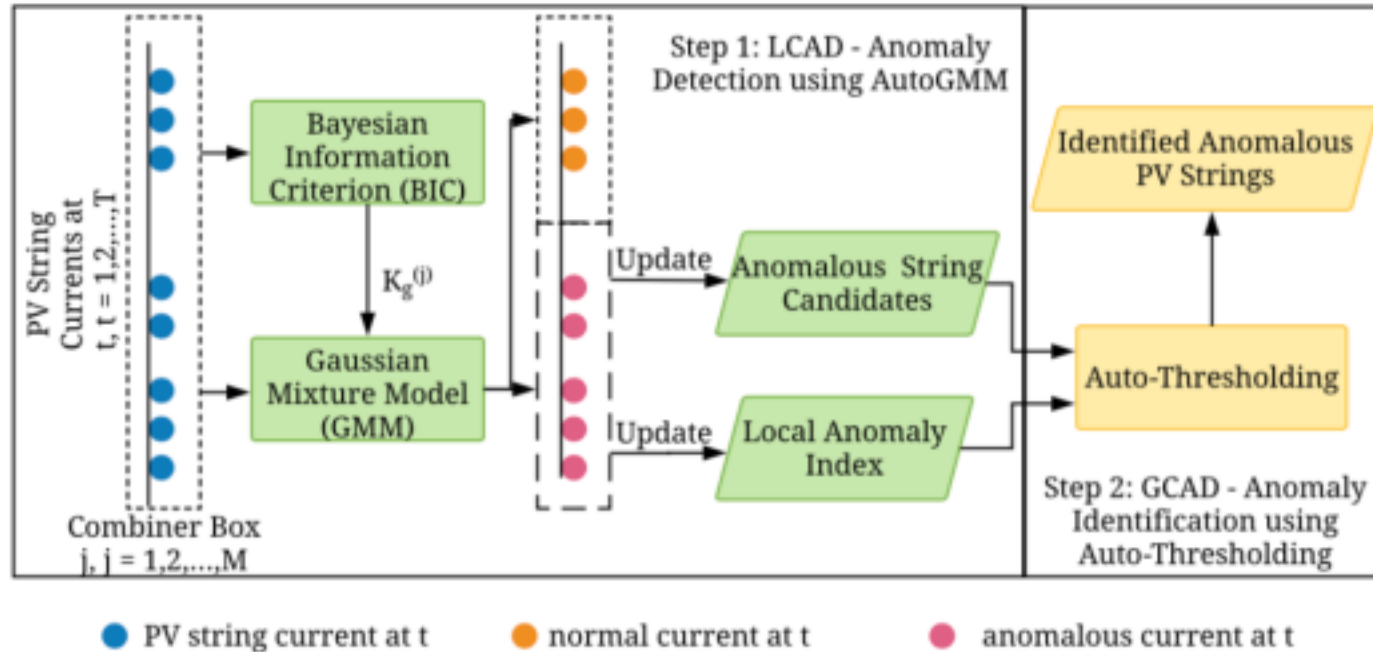 Step 1: LCAD - Anomaly
Detection using AutoGMM
PV String
Currents at
t, t = 1,2,...,T
Bayesian
Information
Criterion (BIC)
K_g^(j)
Gaussian
Mixture Model
(GMM)
Combiner Box
j, j = 1,2,...,M
Update
Anomalous String
Candidates
Update
Local Anomaly
Index
Identified Anomalous
PV Strings
Auto-Thresholding
Step 2: GCAD - Anomaly
Identification using
Auto-Thresholding
PV string current at t
normal current at t
anomalous current at t